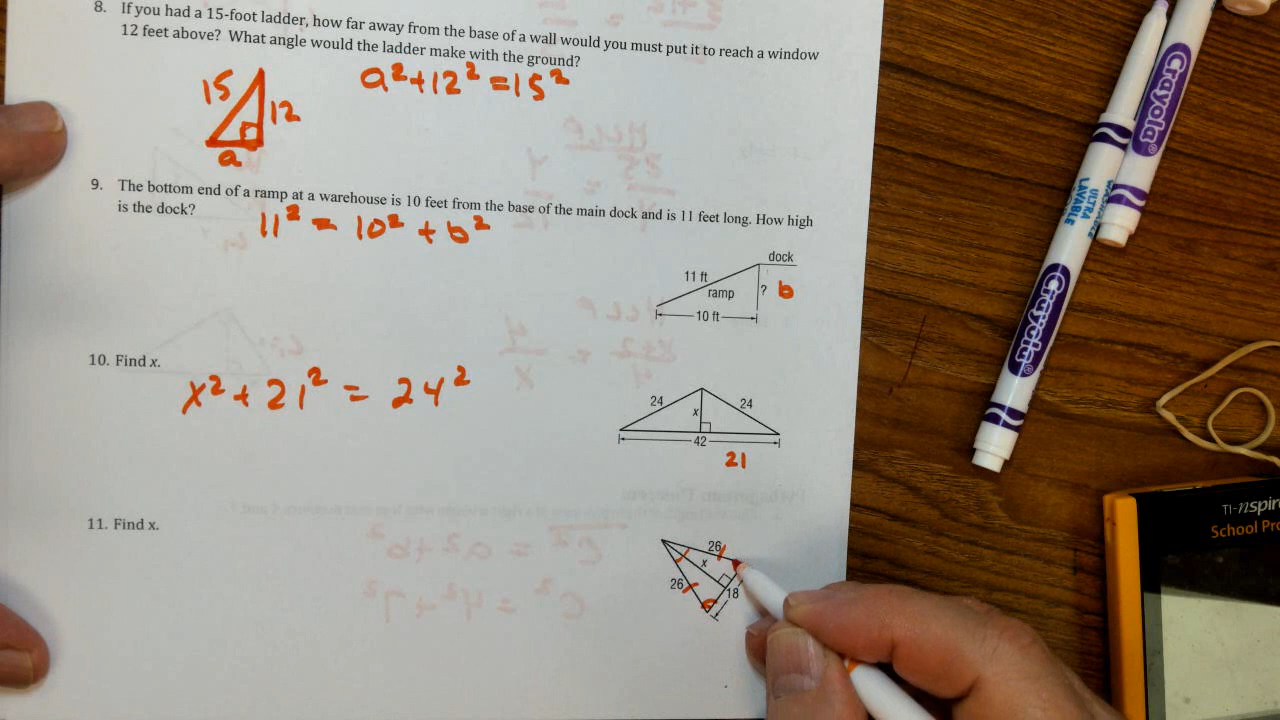 8. If you had a 15-foot ladder, how far away from the base of a wall would you must put it to reach a window
12 feet above? What angle would the ladder make with the ground?
15
12
a
a²+12²=15²
9. The bottom end of a ramp at a warehouse is 10 feet from the base of the main dock and is 11 feet long. How high
is the dock?
11² = 10² + b²
dock
11 ft
ramp
?
b
10 ft
10. Find x.
x² + 21² = 24²
24
24
x
42
21
11. Find x.
26
x
26
18
Crayola
Crayola
ULTRA
LAVABLE
TI-nspir
School Pro